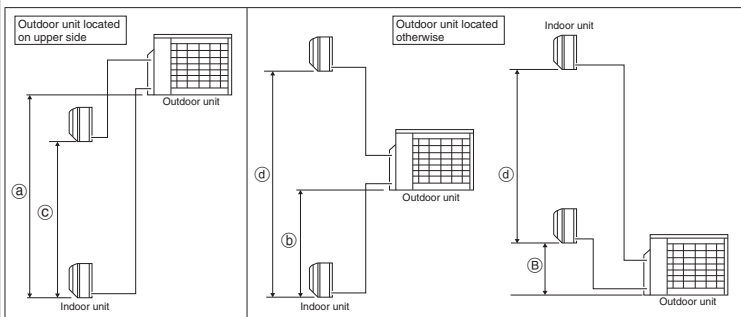 Outdoor unit located
on upper side
Outdoor unit
ⓐ
ⓒ
Indoor unit
Outdoor unit located
otherwise
ⓓ
ⓑ
Outdoor unit
Indoor unit
Indoor unit
ⓓ
Ⓑ
Outdoor unit